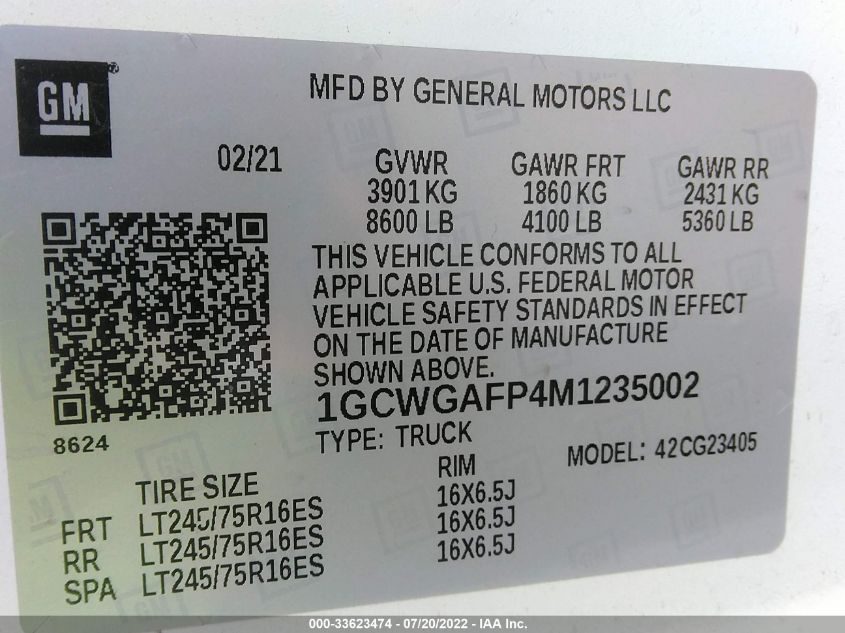 GM®
MFD BY GENERAL MOTORS LLC
02/21 GVWR GAWR FRT GAWR RR
3901 KG 1860 KG 2431 KG
8600 LB 4100 LB 5360 LB
THIS VEHICLE CONFORMS TO ALL
APPLICABLE U.S. FEDERAL MOTOR
VEHICLE SAFETY STANDARDS IN EFFECT
ON THE DATE OF MANUFACTURE
SHOWN ABOVE.
1GCWGAFP4M1235002
8624
TYPE: TRUCK MODEL: 42CG23405
TIRE SIZE RIM
FRT LT245/75R16ES 16X6.5J
RR LT245/75R16ES 16X6.5J
SPA LT245/75R16ES 16X6.5J
000-33623474 - 07/20/2022 - IAA Inc.